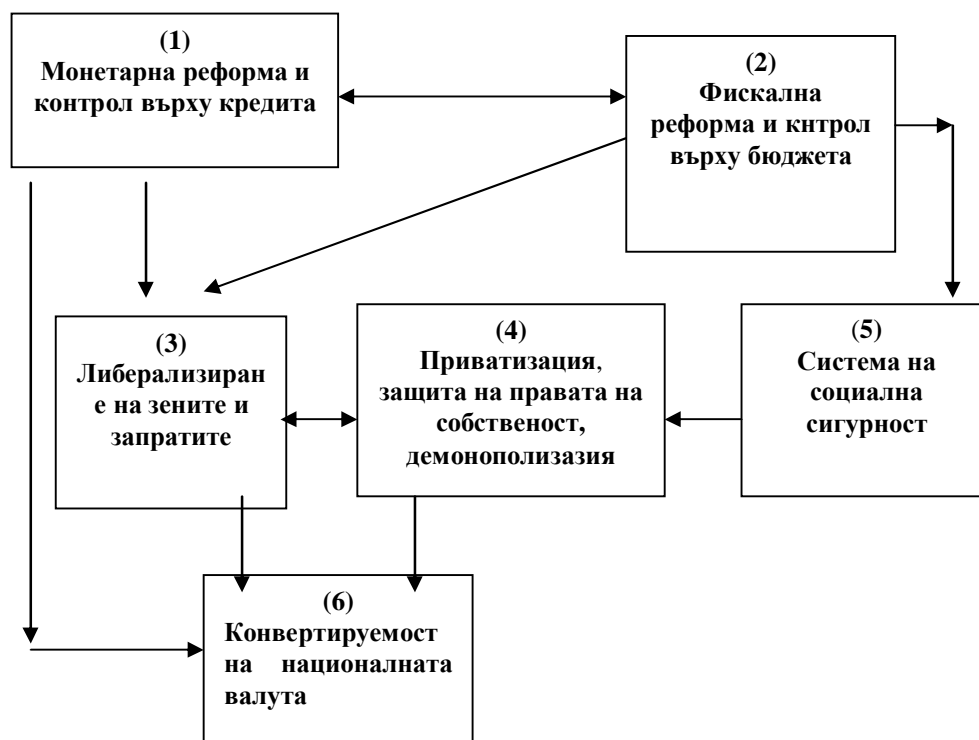 (1)
Монетарна реформа и
контрол върху кредита
(2)
Фискална
реформа и кнтрол
върху бюджета
(3)
Либерализиран
е на зените и
запратите
(4)
Приватизация,
защита на правата на
собственост,
демонополизазия
(5)
Система на
социална
сигурност
(6)
Конвертируемост
на националната
валута